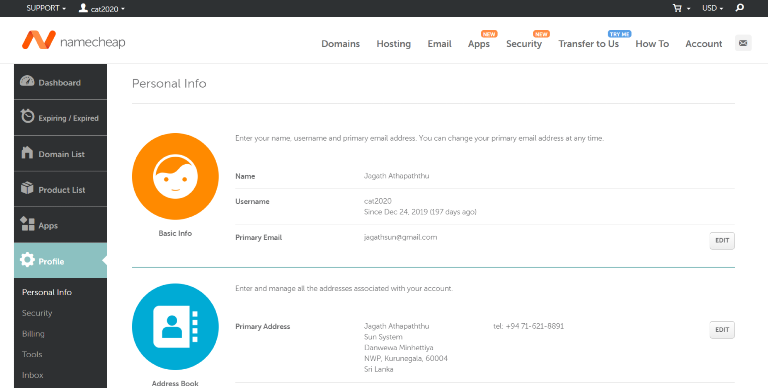 SUPPORT cat2020 USD
namecheap
NEW NEW TRY ME
Domains Hosting Email Apps Security Transfer to Us How To Account
Dashboard
Expiring / Expired
Domain List
Product List
Apps
Profile
Personal Info
Security
Billing
Tools
Inbox
Personal Info
Enter your name, username and primary email address. You can change your primary email address at any time.
Basic Info
Name Jagath Athapaththu
Username cat2020
Since Dec 24, 2019 (197 days ago)
Primary Email jagathsun@gmail.com EDIT
Enter and manage all the addresses associated with your account.
Address Book
Primary Address Jagath Athapaththu tel: +94 71-621-8891 EDIT
Sun System
Danwewa Minhettiya
NWP, Kurunegala, 60004
Sri Lanka